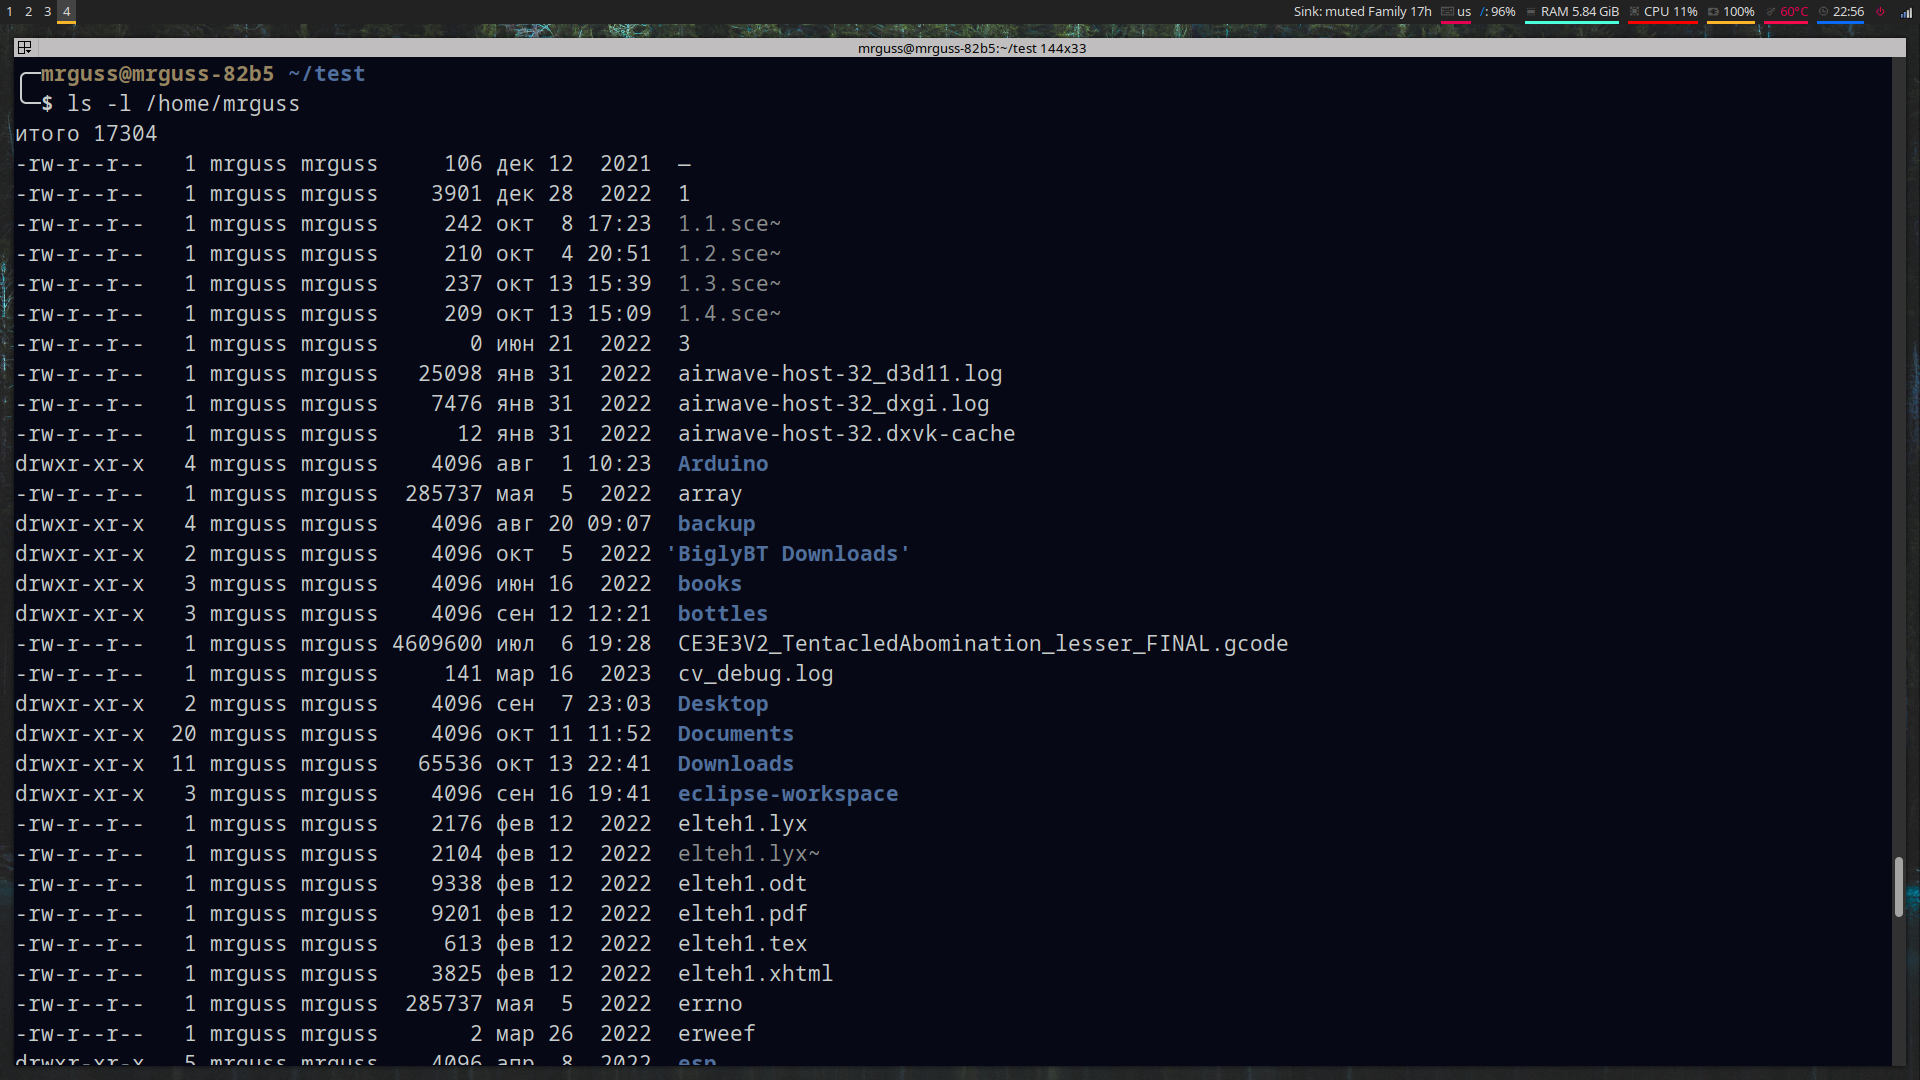 1 2 3 4 Sink: muted Family 17h us /: 96% RAM 5.84 GiB CPU 11% 100% 60°C 22:56
mrguss@mrguss-82b5:~/test 144x33
mrguss@mrguss-82b5 ~/test
$ ls -l /home/mrguss
итого 17304
-rw-r--r--   1 mrguss mrguss     106 дек 12  2021  —
-rw-r--r--   1 mrguss mrguss    3901 дек 28  2022  1
-rw-r--r--   1 mrguss mrguss     242 окт  8 17:23  1.1.sce~
-rw-r--r--   1 mrguss mrguss     210 окт  4 20:51  1.2.sce~
-rw-r--r--   1 mrguss mrguss     237 окт 13 15:39  1.3.sce~
-rw-r--r--   1 mrguss mrguss     209 окт 13 15:09  1.4.sce~
-rw-r--r--   1 mrguss mrguss       0 июн 21  2022  3
-rw-r--r--   1 mrguss mrguss   25098 янв 31  2022  airwave-host-32_d3d11.log
-rw-r--r--   1 mrguss mrguss    7476 янв 31  2022  airwave-host-32_dxgi.log
-rw-r--r--   1 mrguss mrguss      12 янв 31  2022  airwave-host-32.dxvk-cache
drwxr-xr-x   4 mrguss mrguss    4096 авг  1 10:23  Arduino
-rw-r--r--   1 mrguss mrguss  285737 мая  5  2022  array
drwxr-xr-x   4 mrguss mrguss    4096 авг 20 09:07  backup
drwxr-xr-x   2 mrguss mrguss    4096 окт  5  2022 'BiglyBT Downloads'
drwxr-xr-x   3 mrguss mrguss    4096 июн 16  2022  books
drwxr-xr-x   3 mrguss mrguss    4096 сен 12 12:21  bottles
-rw-r--r--   1 mrguss mrguss 4609600 июл  6 19:28  CE3E3V2_TentacledAbomination_lesser_FINAL.gcode
-rw-r--r--   1 mrguss mrguss     141 мар 16  2023  cv_debug.log
drwxr-xr-x   2 mrguss mrguss    4096 сен  7 23:03  Desktop
drwxr-xr-x  20 mrguss mrguss    4096 окт 11 11:52  Documents
drwxr-xr-x  11 mrguss mrguss   65536 окт 13 22:41  Downloads
drwxr-xr-x   3 mrguss mrguss    4096 сен 16 19:41  eclipse-workspace
-rw-r--r--   1 mrguss mrguss    2176 фев 12  2022  elteh1.lyx
-rw-r--r--   1 mrguss mrguss    2104 фев 12  2022  elteh1.lyx~
-rw-r--r--   1 mrguss mrguss    9338 фев 12  2022  elteh1.odt
-rw-r--r--   1 mrguss mrguss    9201 фев 12  2022  elteh1.pdf
-rw-r--r--   1 mrguss mrguss     613 фев 12  2022  elteh1.tex
-rw-r--r--   1 mrguss mrguss    3825 фев 12  2022  elteh1.xhtml
-rw-r--r--   1 mrguss mrguss  285737 мая  5  2022  errno
-rw-r--r--   1 mrguss mrguss       2 мар 26  2022  erweef
drwxr-xr-x   5 mrguss mrguss    4096 апр  8  2022  esp